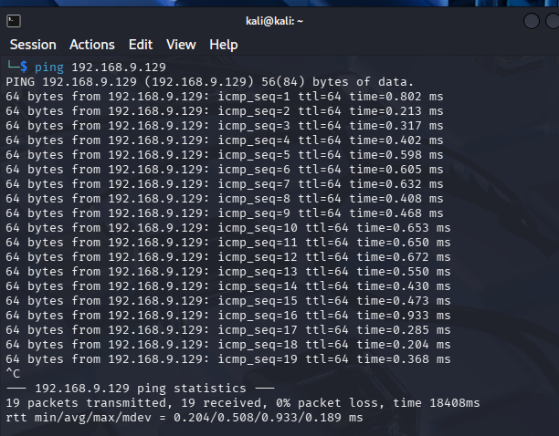 kali@kali: ~
Session Actions Edit View Help
└─$ ping 192.168.9.129
PING 192.168.9.129 (192.168.9.129) 56(84) bytes of data.
64 bytes from 192.168.9.129: icmp_seq=1 ttl=64 time=0.802 ms
64 bytes from 192.168.9.129: icmp_seq=2 ttl=64 time=0.213 ms
64 bytes from 192.168.9.129: icmp_seq=3 ttl=64 time=0.317 ms
64 bytes from 192.168.9.129: icmp_seq=4 ttl=64 time=0.402 ms
64 bytes from 192.168.9.129: icmp_seq=5 ttl=64 time=0.598 ms
64 bytes from 192.168.9.129: icmp_seq=6 ttl=64 time=0.605 ms
64 bytes from 192.168.9.129: icmp_seq=7 ttl=64 time=0.632 ms
64 bytes from 192.168.9.129: icmp_seq=8 ttl=64 time=0.408 ms
64 bytes from 192.168.9.129: icmp_seq=9 ttl=64 time=0.468 ms
64 bytes from 192.168.9.129: icmp_seq=10 ttl=64 time=0.653 ms
64 bytes from 192.168.9.129: icmp_seq=11 ttl=64 time=0.650 ms
64 bytes from 192.168.9.129: icmp_seq=12 ttl=64 time=0.672 ms
64 bytes from 192.168.9.129: icmp_seq=13 ttl=64 time=0.550 ms
64 bytes from 192.168.9.129: icmp_seq=14 ttl=64 time=0.430 ms
64 bytes from 192.168.9.129: icmp_seq=15 ttl=64 time=0.473 ms
64 bytes from 192.168.9.129: icmp_seq=16 ttl=64 time=0.933 ms
64 bytes from 192.168.9.129: icmp_seq=17 ttl=64 time=0.285 ms
64 bytes from 192.168.9.129: icmp_seq=18 ttl=64 time=0.204 ms
64 bytes from 192.168.9.129: icmp_seq=19 ttl=64 time=0.368 ms
^C
--- 192.168.9.129 ping statistics ---
19 packets transmitted, 19 received, 0% packet loss, time 18408ms
rtt min/avg/max/mdev = 0.204/0.508/0.933/0.189 ms